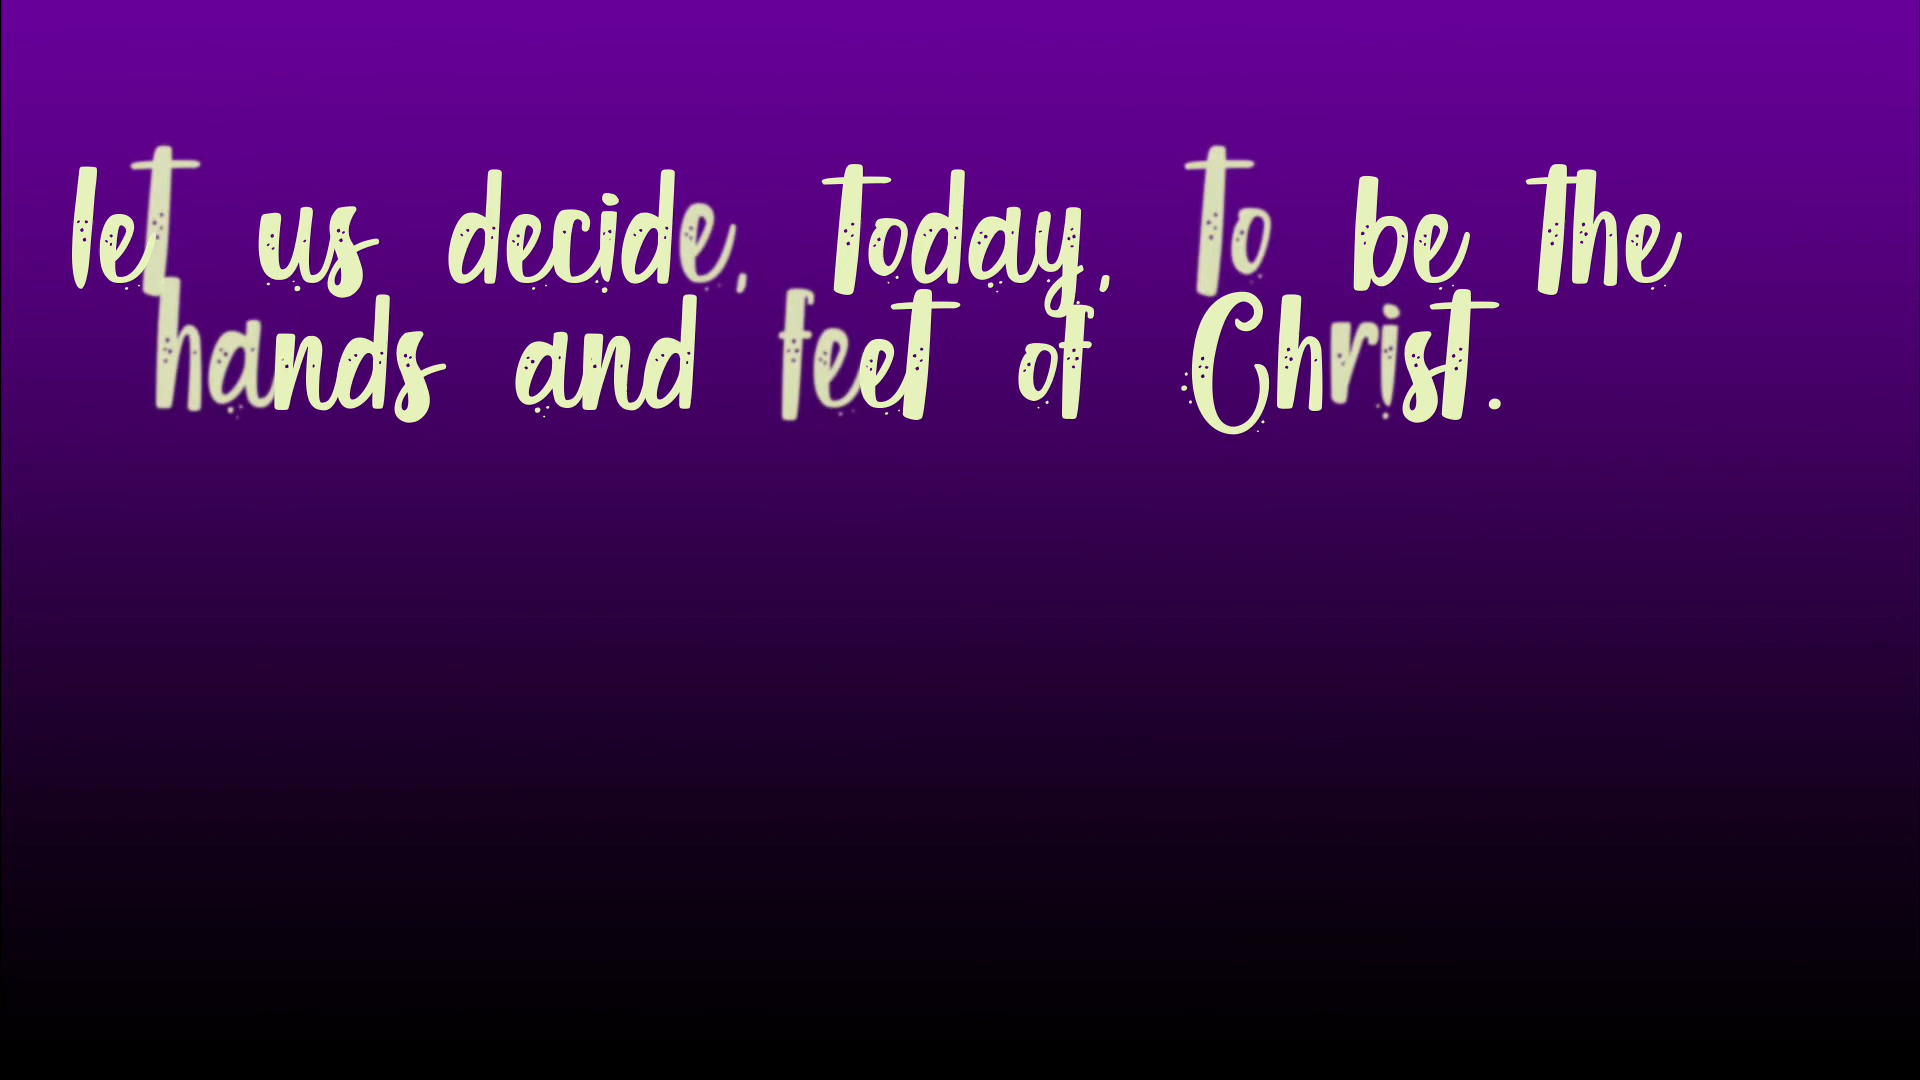 let us decide, today, to be the
hands and feet of Christ.